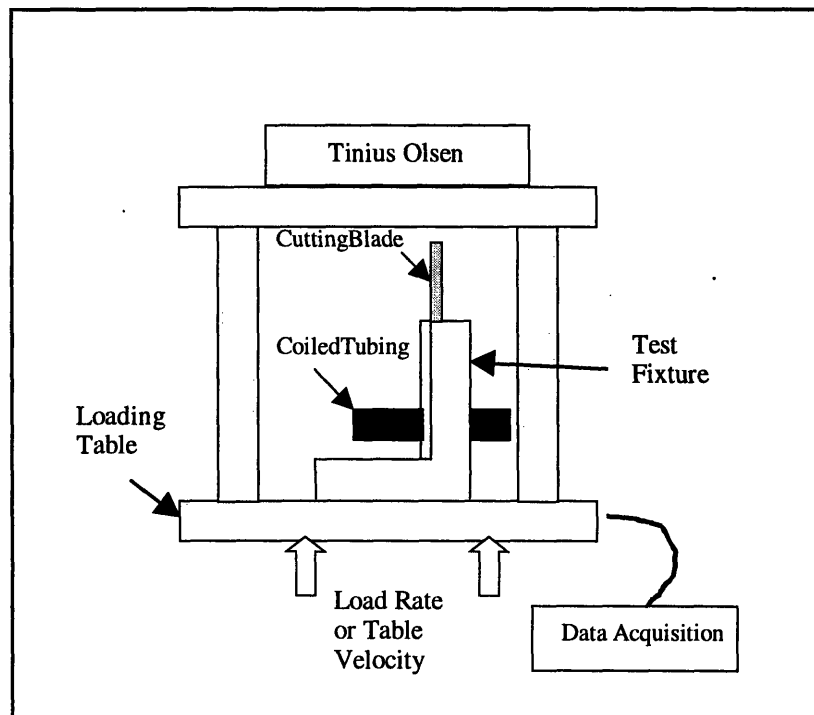 Tinius Olsen
CuttingBlade
CoiledTubing
Test
Fixture
Loading
Table
Load Rate
or Table
Velocity
Data Acquisition